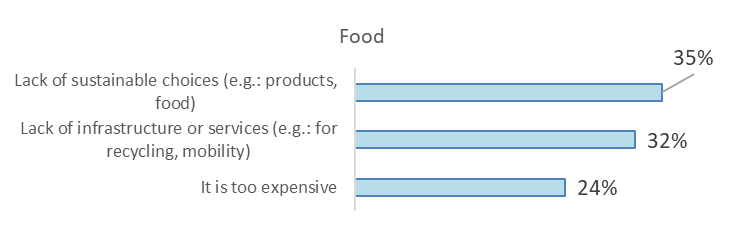 Food
35%
Lack of sustainable choices (e.g.: products,
food)
Lack of infrastructure or services (e.g.: for
recycling, mobility)
32%
It is too expensive
24%